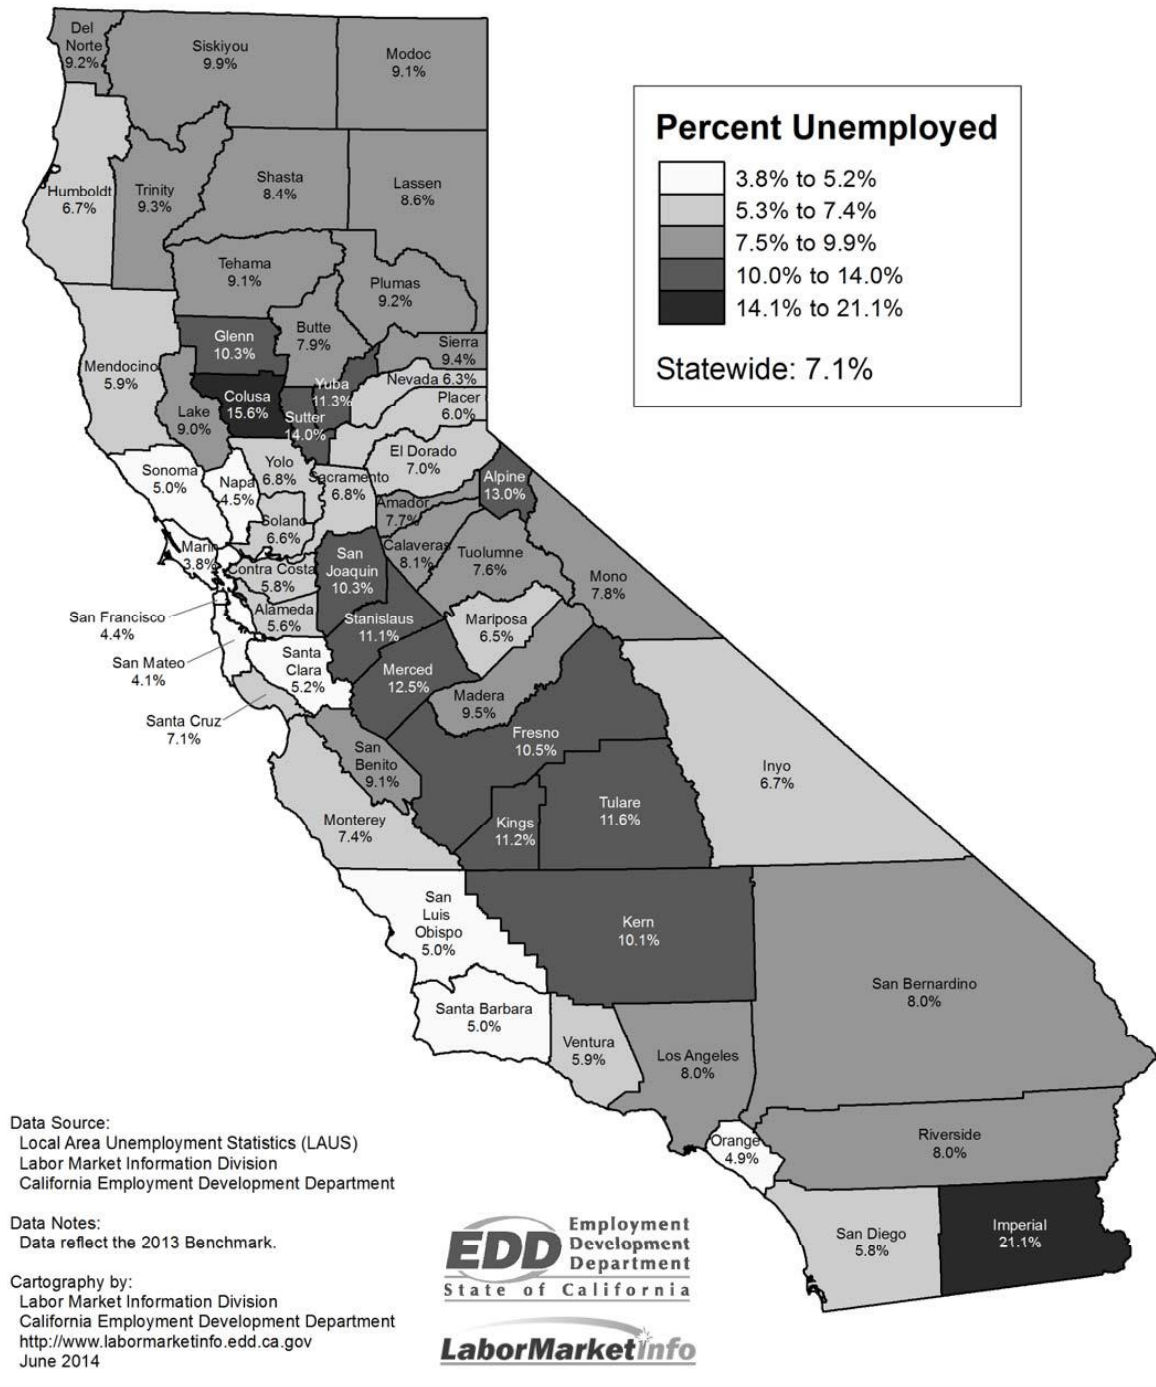 Del
Norte
9.2%
Siskiyou
9.9%
Modoc
9.1%
Percent Unemployed
3.8% to 5.2%
5.3% to 7.4%
7.5% to 9.9%
10.0% to 14.0%
14.1% to 21.1%
Statewide: 7.1%
Humboldt
6.7%
Trinity
9.3%
Shasta
8.4%
Lassen
8.6%
Tehama
9.1%
Plumas
9.2%
Glenn
10.3%
Butte
7.9%
Sierra
9.4%
Mendocino
5.9%
Lake
9.0%
Colusa
15.6%
Yuba
11.3%
Sutter
14.0%
Nevada 6.3%
Placer
6.0%
Sonoma
5.0%
Napa
4.5%
Yolo
6.8%
Sacramento
6.8%
El Dorado
7.0%
Alpine
13.0%
Amador
7.7%
Solano
6.6%
Marin
3.8%
Contra Costa
5.8%
San
Joaquin
10.3%
Calaveras
8.1%
Tuolumne
7.6%
Mono
7.8%
San Francisco
4.4%
Alameda
5.6%
Stanislaus
11.1%
Mariposa
6.5%
San Mateo
4.1%
Santa
Clara
5.2%
Merced
12.5%
Madera
9.5%
Santa Cruz
7.1%
San
Benito
9.1%
Fresno
10.5%
Inyo
6.7%
Monterey
7.4%
Kings
11.2%
Tulare
11.6%
San
Luis
Obispo
5.0%
Kern
10.1%
San Bernardino
8.0%
Santa Barbara
5.0%
Ventura
5.9%
Los Angeles
8.0%
Orange
4.9%
Riverside
8.0%
San Diego
5.8%
Imperial
21.1%
Data Source:
Local Area Unemployment Statistics (LAUS)
Labor Market Information Division
California Employment Development Department
Data Notes:
Data reflect the 2013 Benchmark.
Cartography by:
Labor Market Information Division
California Employment Development Department
http://www.labormarketinfo.edd.ca.gov
June 2014
EDD
Employment
Development
Department
State of California
LaborMarketInfo